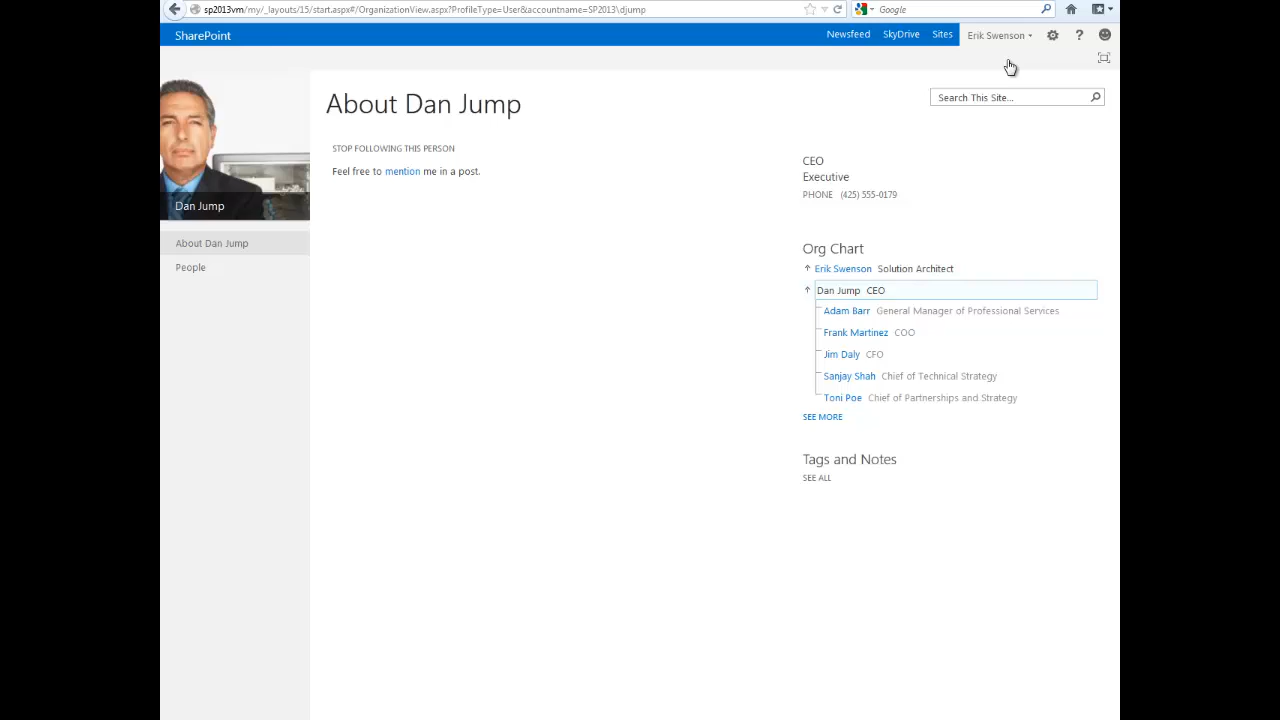 sp2013vm/my/_layouts/15/start.aspx#/OrganizationView.aspx?ProfileType=User&accountname=SP2013\djump
Google
SharePoint
Newsfeed
SkyDrive
Sites
Erik Swenson
?
About Dan Jump
Search This Site...
STOP FOLLOWING THIS PERSON
Feel free to mention me in a post.
CEO
Executive
PHONE (425) 555-0179
Dan Jump
About Dan Jump
People
Org Chart
Erik Swenson Solution Architect
Dan Jump CEO
Adam Barr General Manager of Professional Services
Frank Martinez COO
Jim Daly CFO
Sanjay Shah Chief of Technical Strategy
Toni Poe Chief of Partnerships and Strategy
SEE MORE
Tags and Notes
SEE ALL